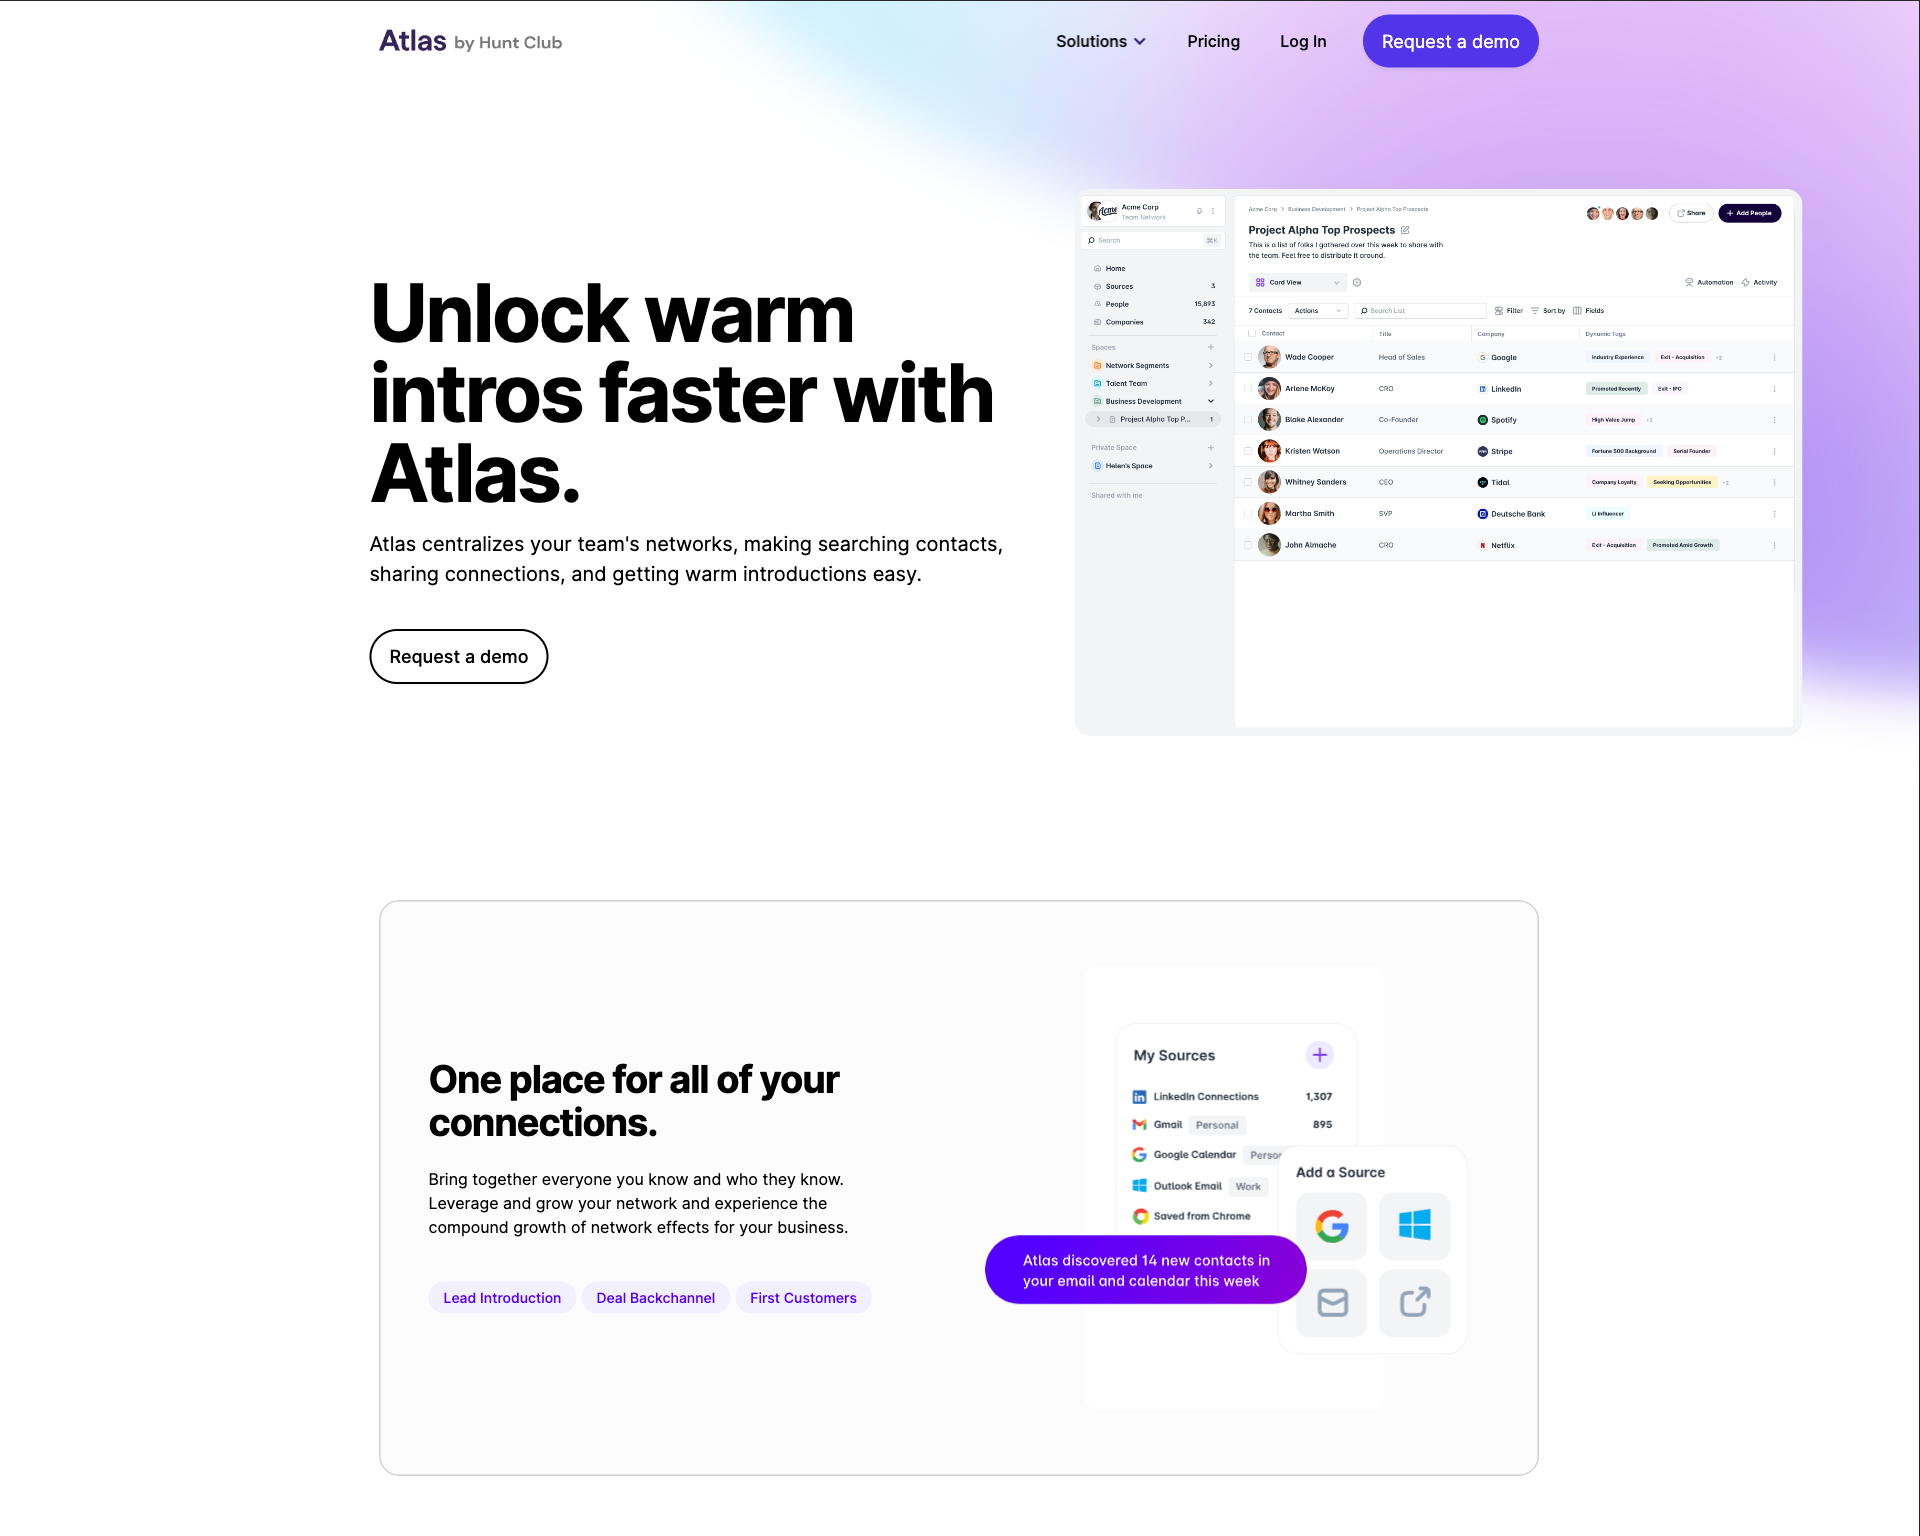 Atlas by Hunt Club
Solutions
Pricing
Log In
Request a demo
Unlock warm
intros faster with
Atlas.
Atlas centralizes your team's networks, making searching contacts,
sharing connections, and getting warm introductions easy.
Request a demo
Acme
Acme Corp
Team Network
Search
⌘K
Home
Sources 3
People 15,893
Companies 342
Spaces
Network Segments
Talent Team
Business Development
Project Alpha Top P... 1
Private Space
Helen's Space
Shared with me
Acme Corp > Business Development > Project Alpha Top Prospects
Share
+ Add People
Project Alpha Top Prospects
This is a list of folks I gathered over this week to share with
the team. Feel free to distribute it around.
Card View
Automation
Activity
7 Contacts
Actions
Search List
Filter
Sort by
Fields
Contact Title Company Dynamic Tags
Wade Cooper Head of Sales Google Industry Experience Exit - Acquisition +2
Arlene McKoy CRO LinkedIn Promoted Recently Exit - IPO
Blake Alexander Co-Founder Spotify High Value Jump +2
Kristen Watson Operations Director Stripe Fortune 500 Background Serial Founder
Whitney Sanders CEO Tidal Company Loyalty Seeking Opportunities +2
Martha Smith SVP Deutsche Bank LI Influencer
John Almache CRO Netflix Exit - Acquisition Promoted Amid Growth
One place for all of your
connections.
Bring together everyone you know and who they know.
Leverage and grow your network and experience the
compound growth of network effects for your business.
Lead Introduction
Deal Backchannel
First Customers
My Sources
LinkedIn Connections 1,307
Gmail Personal 895
Google Calendar Person
Outlook Email Work
Saved from Chrome
Add a Source
Atlas discovered 14 new contacts in
your email and calendar this week